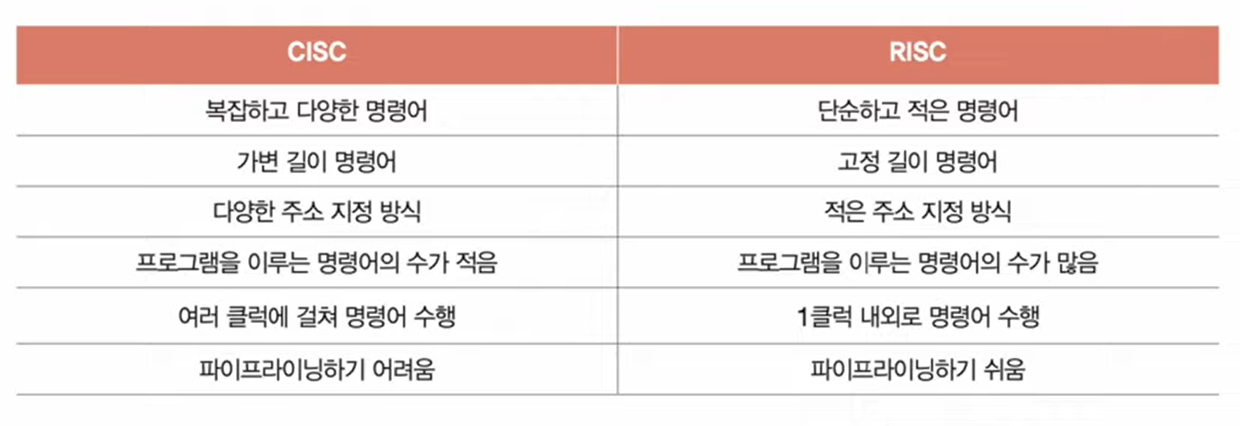 CISC
RISC
복잡하고 다양한 명령어
단순하고 적은 명령어
가변 길이 명령어
고정 길이 명령어
다양한 주소 지정 방식
적은 주소 지정 방식
프로그램을 이루는 명령어의 수가 적음
프로그램을 이루는 명령어의 수가 많음
여러 클럭에 걸쳐 명령어 수행
1클럭 내외로 명령어 수행
파이프라이닝하기 어려움
파이프라이닝하기 쉬움